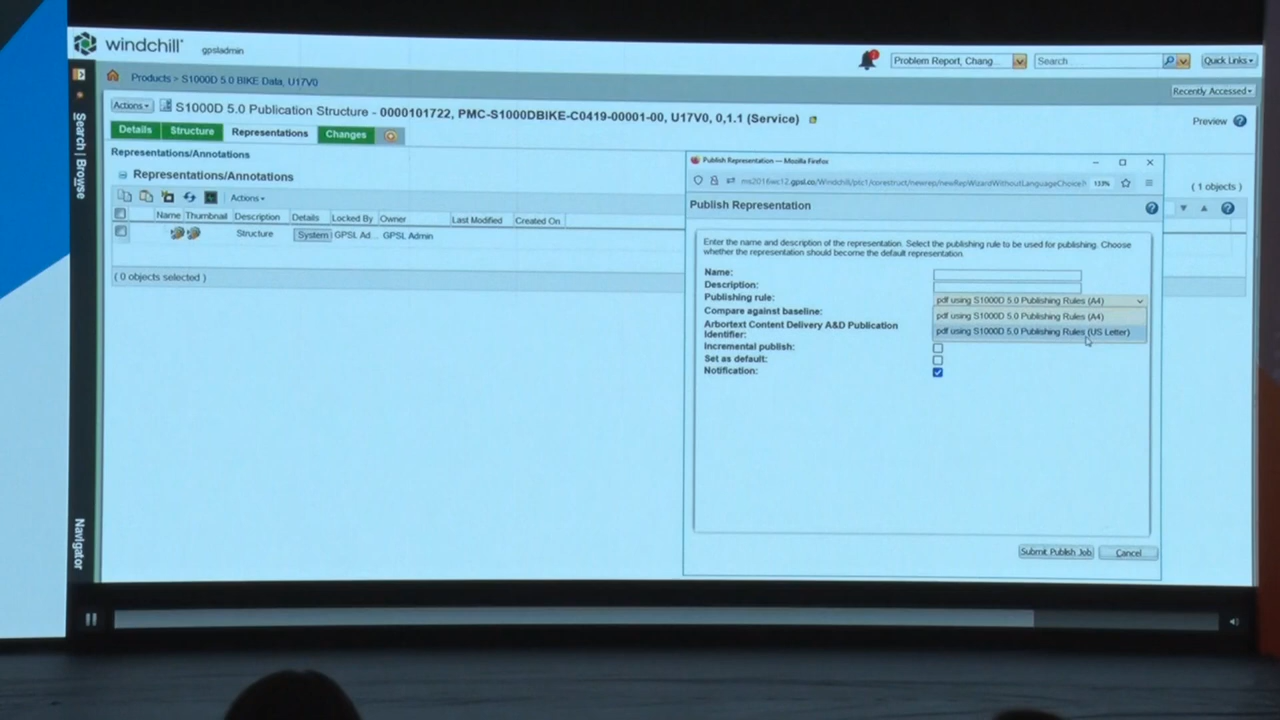 windchill
gpsladmin
Problem Report, Chang...
Search
Quick Links
Products > S1000D 5.0 BIKE Data, U17V0
Recently Accessed
Actions
S1000D 5.0 Publication Structure - 0000101722, PMC-S1000DBIKE-C0419-00001-00, U17V0, 0,1.1 (Service)
Preview
Details
Structure
Representations
Changes
Search | Browse
Representations/Annotations
Representations/Annotations
( 1 objects )
Actions
Name Thumbnail Description Details Locked By Owner Last Modified Created On
Structure System GPSL Ad... GPSL Admin
( 0 objects selected )
Navigator
Publish Representation — Mozilla Firefox
133%
Publish Representation
Enter the name and description of the representation. Select the publishing rule to be used for publishing. Choose
whether the representation should become the default representation.
Name:
Description:
Publishing rule:
pdf using S1000D 5.0 Publishing Rules (A4)
pdf using S1000D 5.0 Publishing Rules (A4)
pdf using S1000D 5.0 Publishing Rules (US Letter)
Compare against baseline:
Arbortext Content Delivery A&D Publication
Identifier:
Incremental publish:
Set as default:
Notification:
Submit Publish Job
Cancel